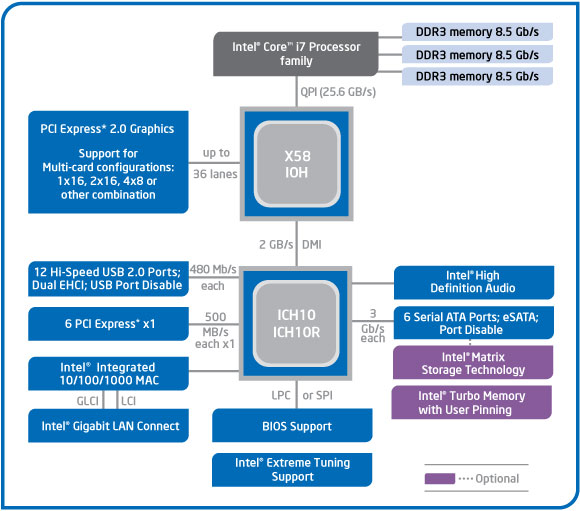 Intel® Core™ i7 Processor
family
DDR3 memory 8.5 Gb/s
DDR3 memory 8.5 Gb/s
DDR3 memory 8.5 Gb/s
QPI (25.6 GB/s)
PCI Express* 2.0 Graphics
Support for
Multi-card configurations:
1x16, 2x16, 4x8 or
other combination
up to
36 lanes
X58
IOH
2 GB/s DMI
12 Hi-Speed USB 2.0 Ports;
Dual EHCI; USB Port Disable
480 Mb/s
each
6 PCI Express* x1
500
MB/s
each x1
Intel® Integrated
10/100/1000 MAC
GLCI LCI
Intel® Gigabit LAN Connect
ICH10
ICH10R
Intel® High
Definition Audio
3
Gb/s
each
6 Serial ATA Ports; eSATA;
Port Disable
Intel® Matrix
Storage Technology
Intel® Turbo Memory
with User Pinning
LPC or SPI
BIOS Support
Intel® Extreme Tuning
Support
Optional